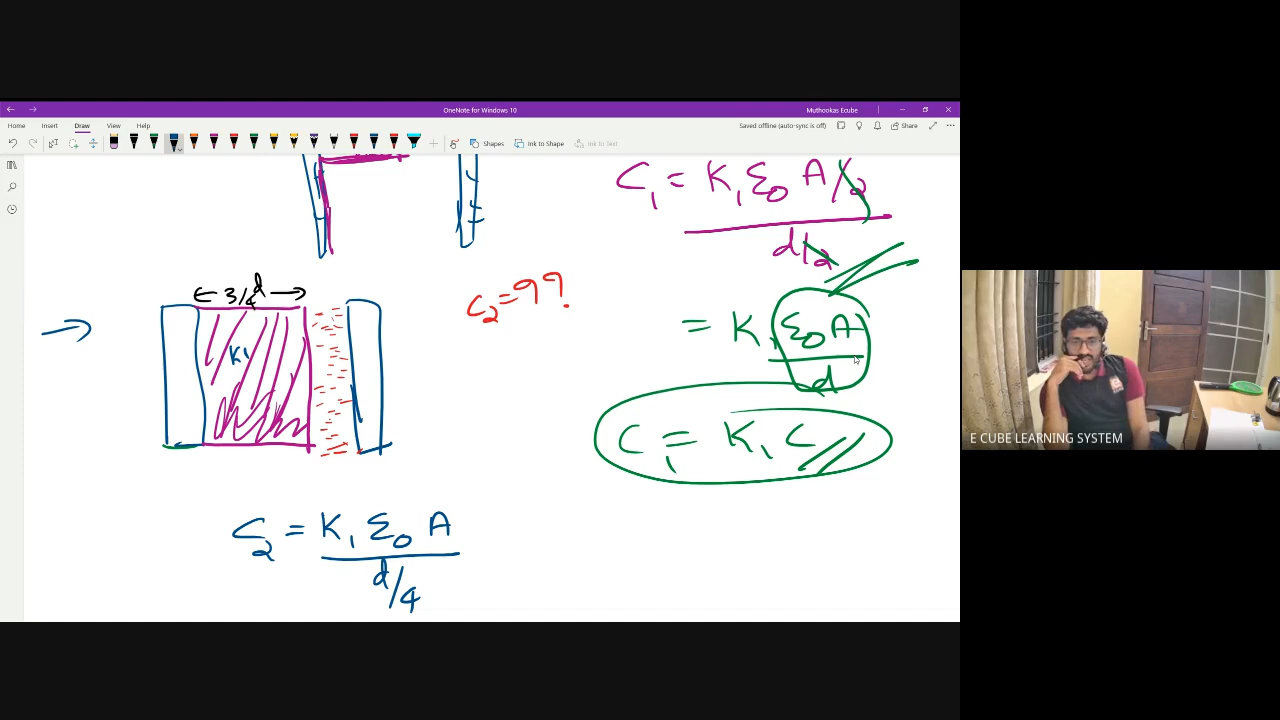 OneNote for Windows 10
Muthookas Ecube
Home Insert Draw View Help
Saved offline (auto-sync is off)
Share
Shapes
Ink to Shape
Ink to Text
C₁ = K₁ ε₀ A/2
d/2
← 3/4 d →
K₁
C₂ = ??
= K₁ ε₀ A
d
C₁ = K₁ C
C₂ = K₁ ε₀ A
d/4
E CUBE LEARNING SYSTEM